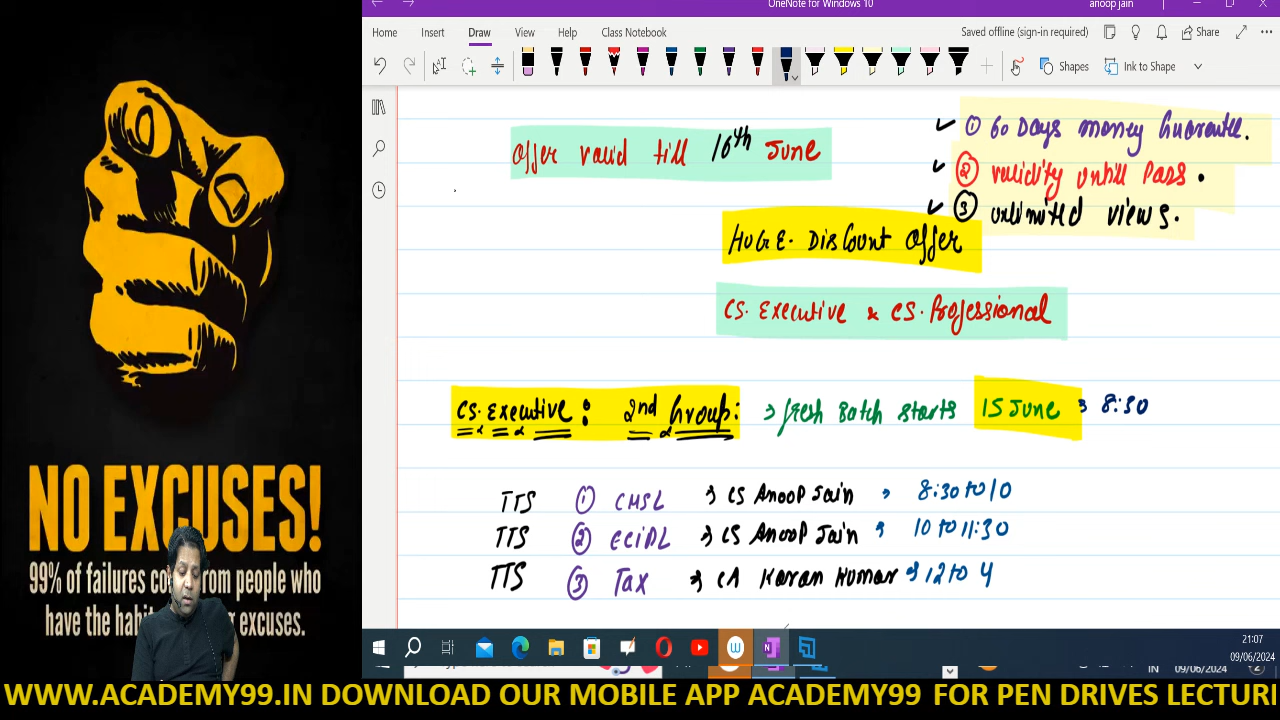 OneNote for Windows 10
anoop jain
Home Insert Draw View Help Class Notebook
Saved offline (sign-in required)
Share
Shapes
Ink to Shape
Offer valid till 16th June
① 60 Days money Guarantee.
② validity untill Pass.
③ unlimited views.
HUGE. DISCOUNT Offer
CS. Executive & CS. Professional
CS. Executive: 2nd Group: → fresh Batch starts 15 June → 8:30
TTS ① CMSL → CS Anoop Jain → 8:30 to 10
TTS ② ECIPL → CS Anoop Jain → 10 to 11:30
TTS ③ Tax → CA Karan Kumar → 12 to 4
NO EXCUSES!
99% of failures from people who
have the excuses.
21:07
IN 09/06/2024
WWW.ACADEMY99.IN DOWNLOAD OUR MOBILE APP ACADEMY99 FOR PEN DRIVES LECTURE